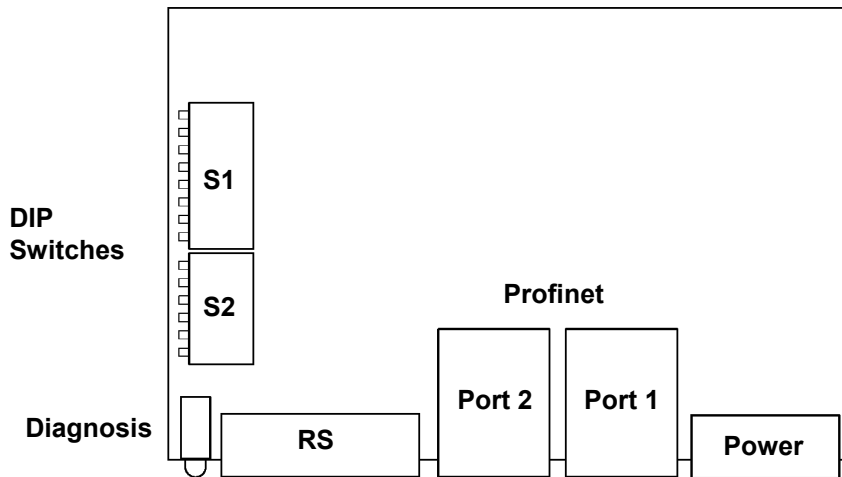 S1
DIP
Switches
S2
Profinet
Port 2
Port 1
Diagnosis
RS
Power